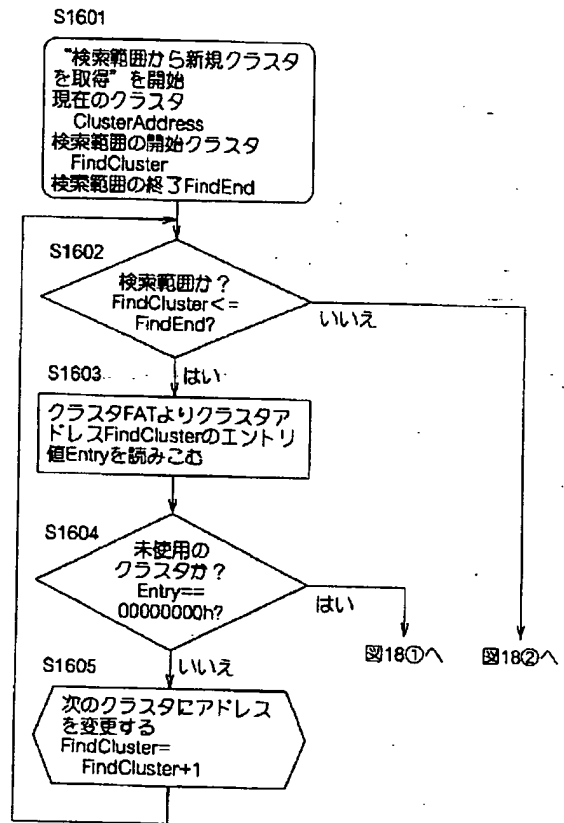 S1601
“検索範囲から新規クラスタ
を取得”を開始
現在のクラスタ
ClusterAddress
検索範囲の開始クラスタ
FindCluster
検索範囲の終了FindEnd
S1602
検索範囲か?
FindCluster<=
FindEnd?
いいえ
はい
S1603
クラスタFATよりクラスタア
ドレスFindClusterのエントリ
値Entryを読みこむ
S1604
未使用の
クラスタか?
Entry==
00000000h?
はい
いいえ
図18①へ
図18②へ
S1605
次のクラスタにアドレス
を変更する
FindCluster=
FindCluster+1